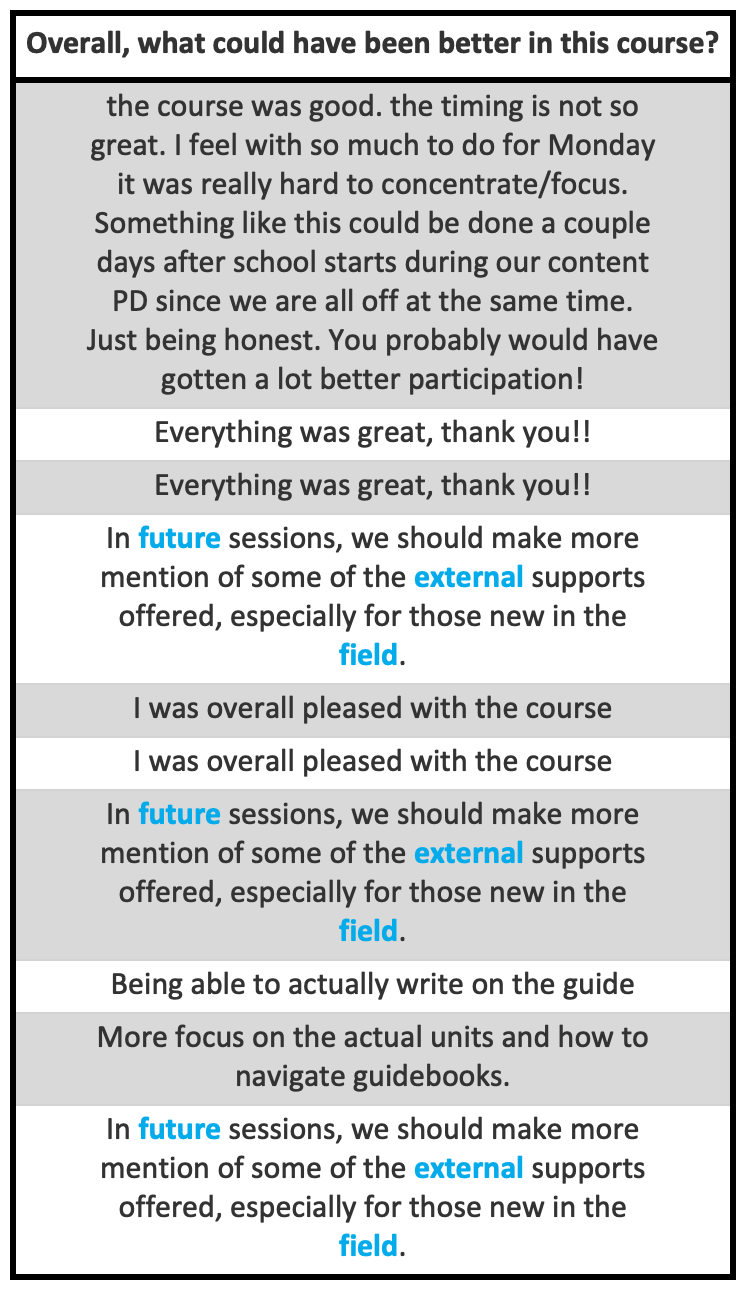 Overall, what could have been better in this course?
the course was good. the timing is not so
great. I feel with so much to do for Monday
it was really hard to concentrate/focus.
Something like this could be done a couple
days after school starts during our content
PD since we are all off at the same time.
Just being honest. You probably would have
gotten a lot better participation!
Everything was great, thank you!!
Everything was great, thank you!!
In future sessions, we should make more
mention of some of the external supports
offered, especially for those new in the
field.
I was overall pleased with the course
I was overall pleased with the course
In future sessions, we should make more
mention of some of the external supports
offered, especially for those new in the
field.
Being able to actually write on the guide
More focus on the actual units and how to
navigate guidebooks.
In future sessions, we should make more
mention of some of the external supports
offered, especially for those new in the
field.